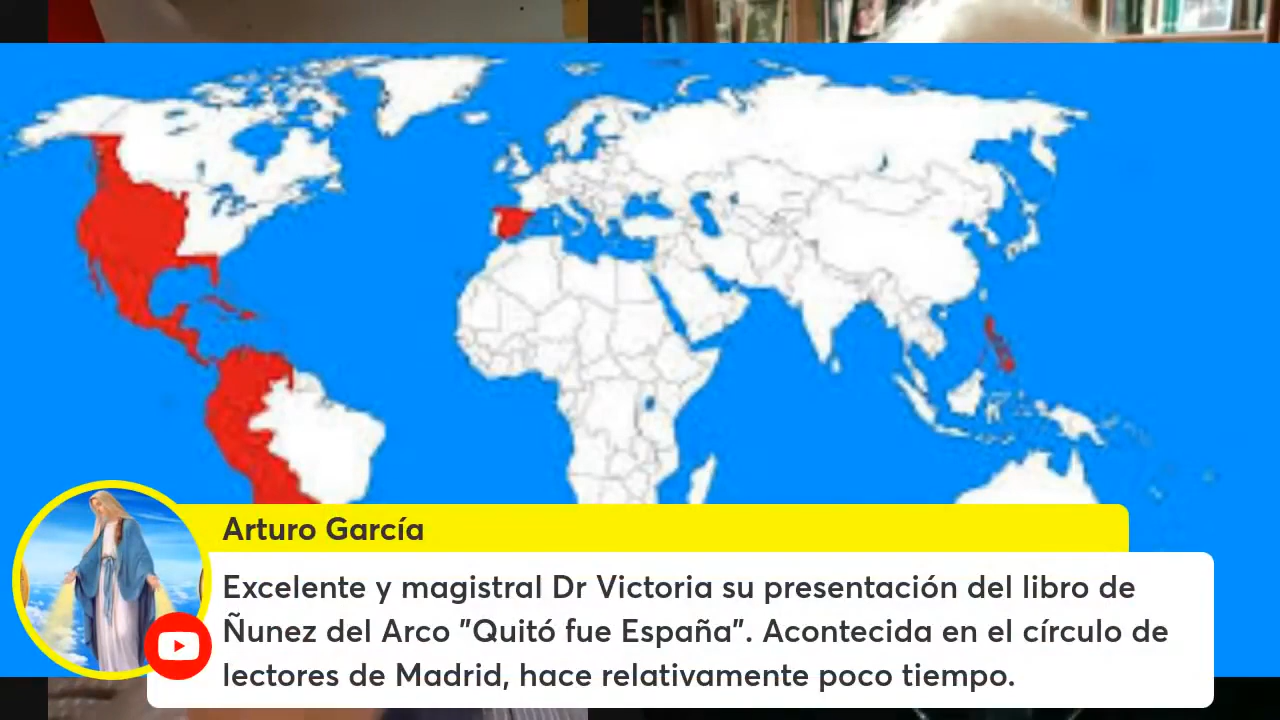 Arturo García
Excelente y magistral Dr Victoria su presentación del libro de
Ñunez del Arco "Quitó fue España". Acontecida en el círculo de
lectores de Madrid, hace relativamente poco tiempo.